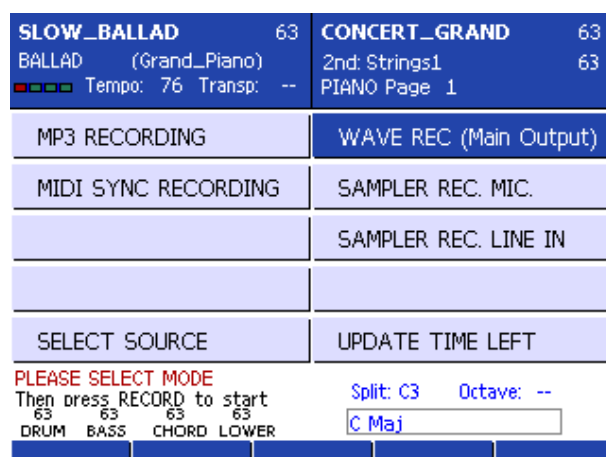 SLOW_BALLAD 63
BALLAD (Grand_Piano)
Tempo: 76 Transp: --
CONCERT_GRAND 63
2nd: Strings1 63
PIANO Page 1
MP3 RECORDING
WAVE REC (Main Output)
MIDI SYNC RECORDING
SAMPLER REC. MIC.
SAMPLER REC. LINE IN
SELECT SOURCE
UPDATE TIME LEFT
PLEASE SELECT MODE
Then press RECORD to start
63 63 63 63
DRUM BASS CHORD LOWER
Split: C3 Octave: --
C Maj